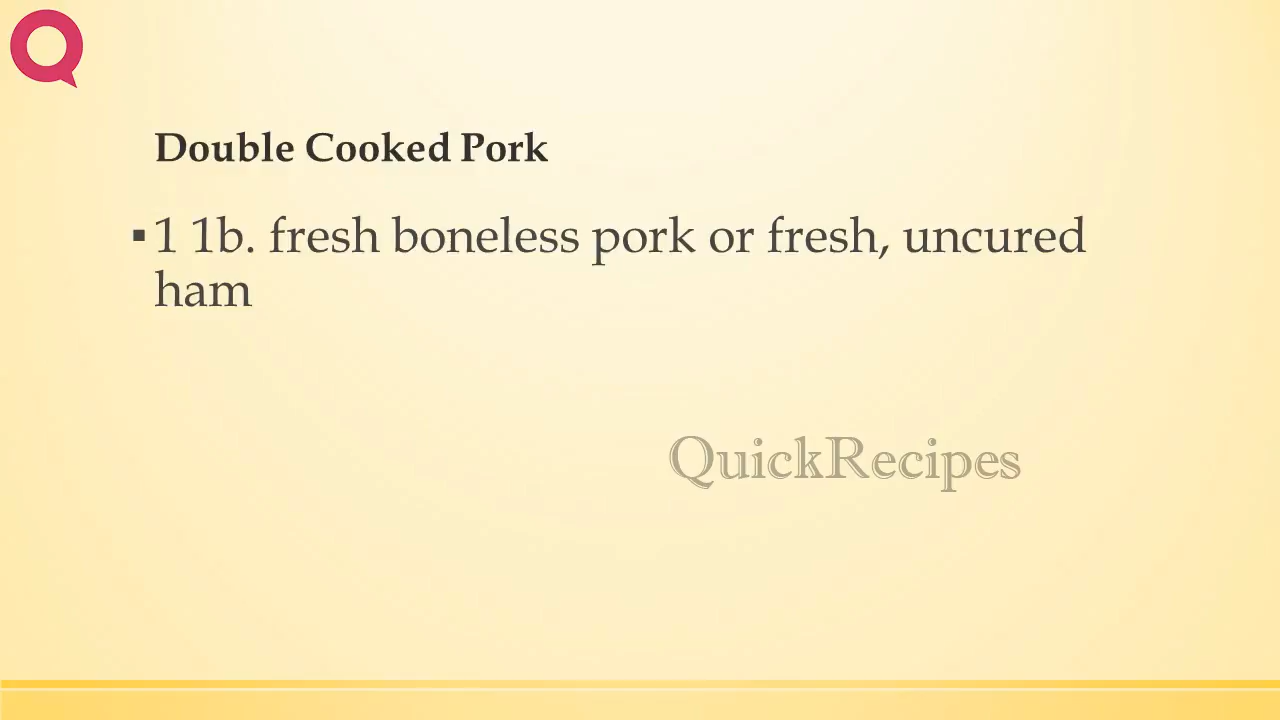 Double Cooked Pork
▪1 1b. fresh boneless pork or fresh, uncured
ham
QuickRecipes